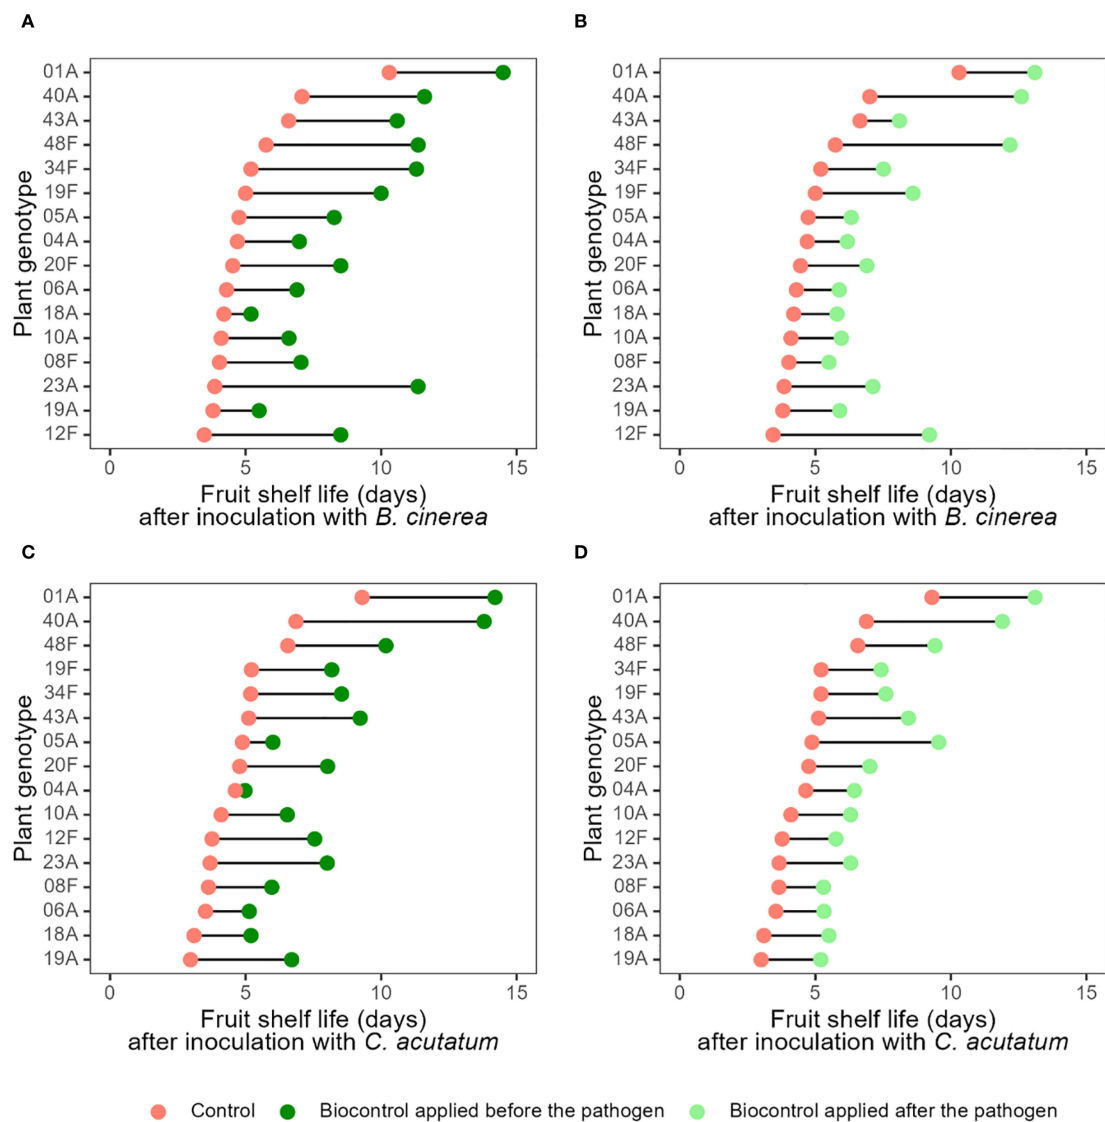 A
Plant genotype
01A
40A
43A
48F
34F
19F
05A
04A
20F
06A
18A
10A
08F
23A
19A
12F
0 5 10 15
Fruit shelf life (days)
after inoculation with B. cinerea
B
Plant genotype
01A
40A
43A
48F
34F
19F
05A
04A
20F
06A
18A
10A
08F
23A
19A
12F
0 5 10 15
Fruit shelf life (days)
after inoculation with B. cinerea
C
Plant genotype
01A
40A
48F
19F
34F
43A
05A
20F
04A
10A
12F
23A
08F
06A
18A
19A
0 5 10 15
Fruit shelf life (days)
after inoculation with C. acutatum
D
Plant genotype
01A
40A
48F
34F
19F
43A
05A
20F
04A
10A
12F
23A
08F
06A
18A
19A
0 5 10 15
Fruit shelf life (days)
after inoculation with C. acutatum
Control Biocontrol applied before the pathogen Biocontrol applied after the pathogen